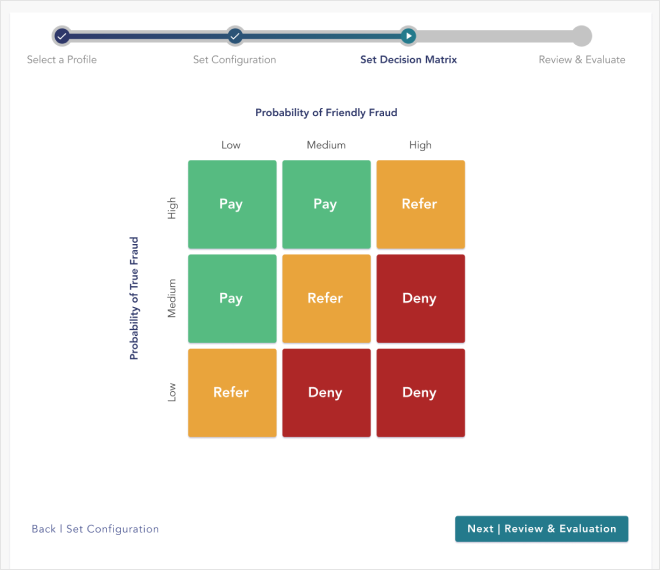 Select a Profile
Set Configuration
Set Decision Matrix
Review & Evaluate
Probability of Friendly Fraud
Low
Medium
High
Probability of True Fraud
High
Pay
Pay
Refer
Medium
Pay
Refer
Deny
Low
Refer
Deny
Deny
Back | Set Configuration
Next | Review & Evaluation